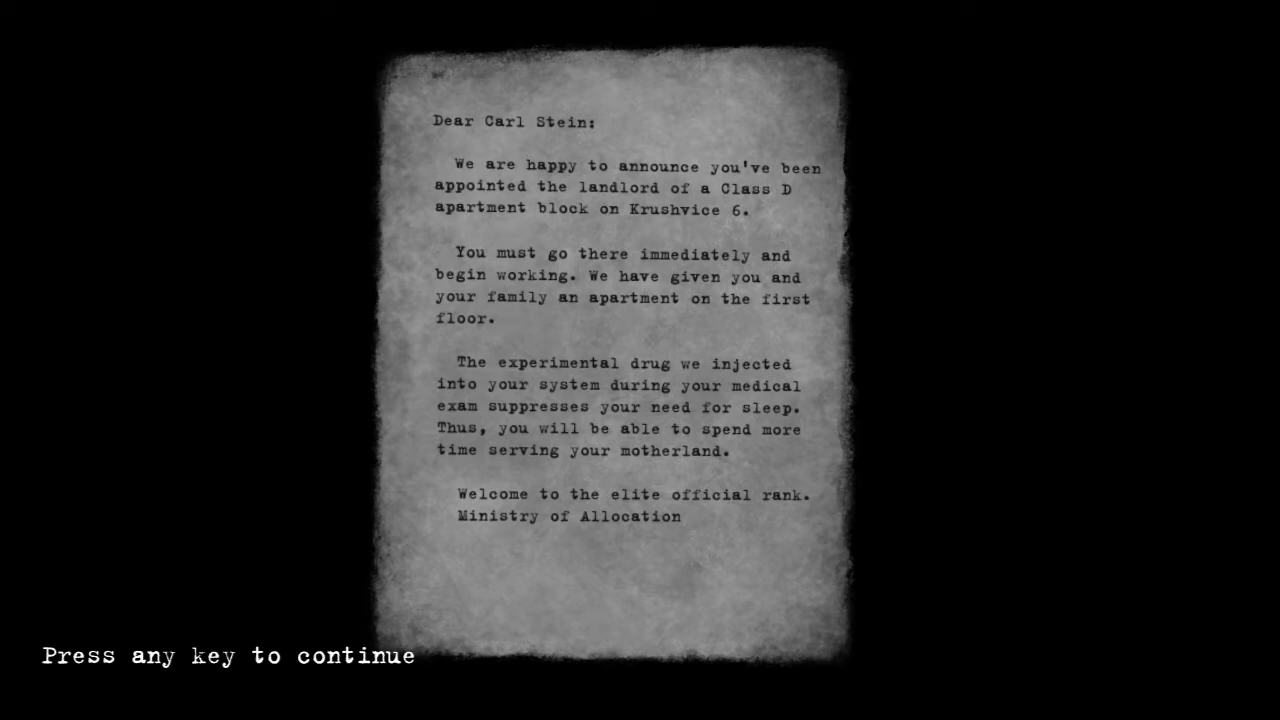 Dear Carl Stein:
We are happy to announce you've been
appointed the landlord of a Class D
apartment block on Krushvice 6.
You must go there immediately and
begin working. We have given you and
your family an apartment on the first
floor.
The experimental drug we injected
into your system during your medical
exam suppresses your need for sleep.
Thus, you will be able to spend more
time serving your motherland.
Welcome to the elite official rank.
Ministry of Allocation
Press any key to continue